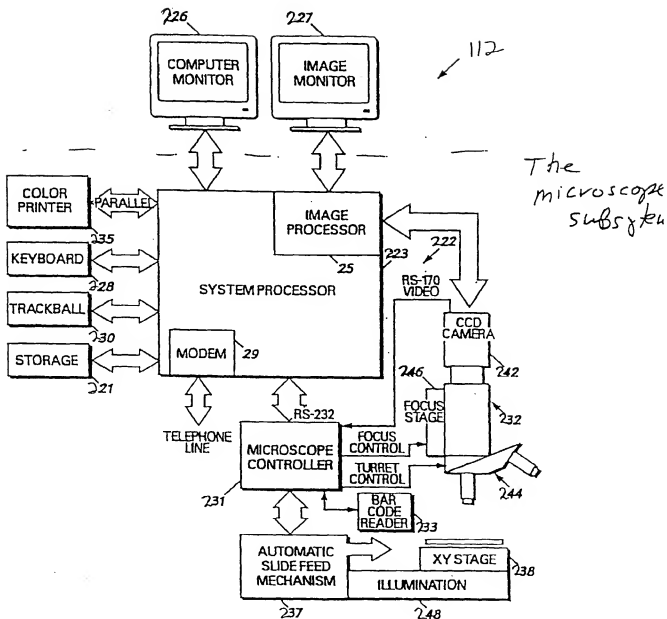 226
227
COMPUTER
MONITOR
IMAGE
MONITOR
112
The
microscope
subsytem
COLOR
PRINTER
PARALLEL
235
IMAGE
PROCESSOR
25
223
222
KEYBOARD
228
SYSTEM PROCESSOR
RS-170
VIDEO
TRACKBALL
230
CCD
CAMERA
242
STORAGE
221
MODEM
29
246
FOCUS
STAGE
232
RS-232
TELEPHONE
LINE
MICROSCOPE
CONTROLLER
231
FOCUS
CONTROL
TURRET
CONTROL
244
BAR
CODE
READER
233
AUTOMATIC
SLIDE FEED
MECHANISM
237
XY STAGE
238
ILLUMINATION
248